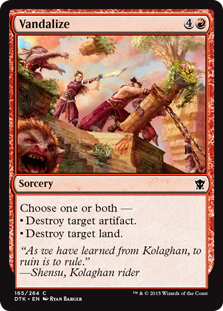 Vandalize 4
Sorcery
Choose one or both —
• Destroy target artifact.
• Destroy target land.
“As we have learned from Kolaghan, to
ruin is to rule.”
—Shensu, Kolaghan rider
165/264 C
DTK • EN RYAN BARGER
™ & © 2015 Wizards of the Coast